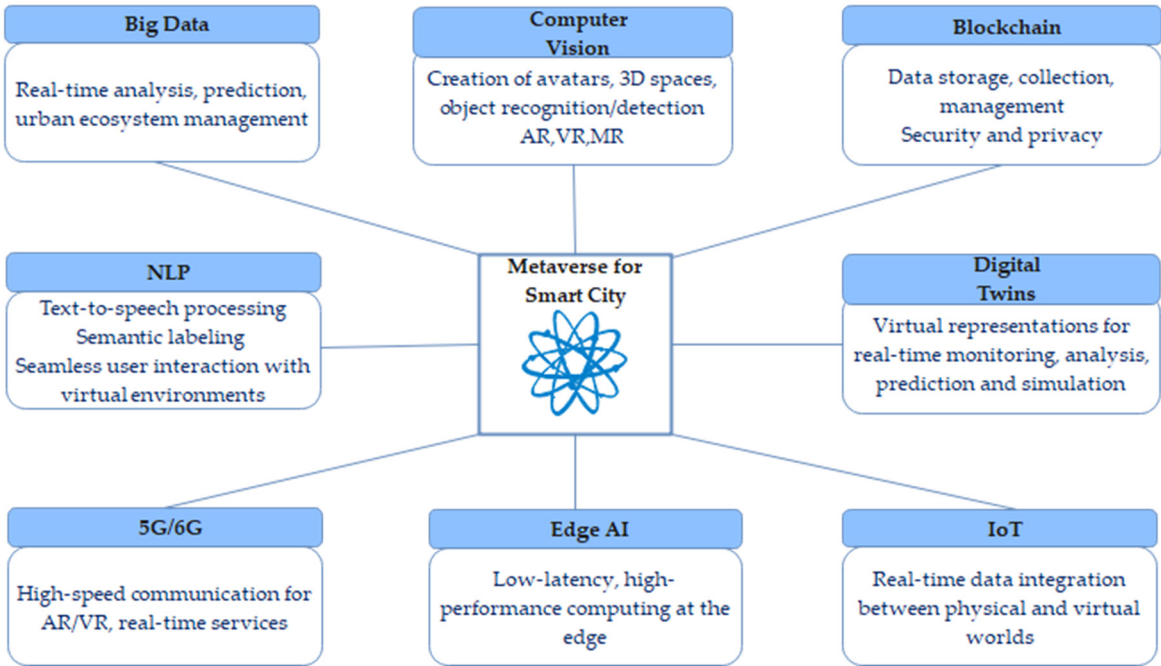 Big Data
Real-time analysis, prediction,
urban ecosystem management
Computer
Vision
Creation of avatars, 3D spaces,
object recognition/detection
AR,VR,MR
Blockchain
Data storage, collection,
management
Security and privacy
NLP
Text-to-speech processing
Semantic labeling
Seamless user interaction with
virtual environments
Metaverse for
Smart City
Digital
Twins
Virtual representations for
real-time monitoring, analysis,
prediction and simulation
5G/6G
High-speed communication for
AR/VR, real-time services
Edge AI
Low-latency, high-
performance computing at the
edge
IoT
Real-time data integration
between physical and virtual
worlds